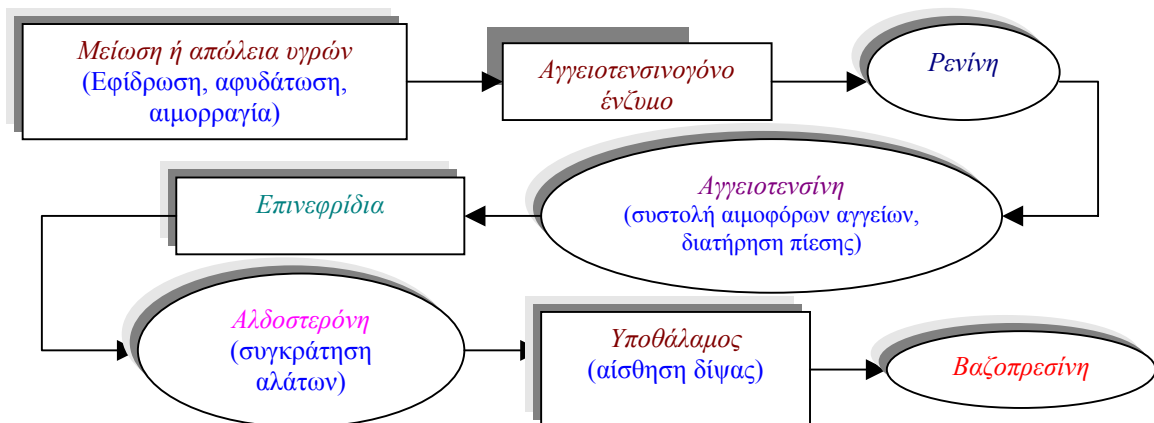 Μείωση ή απώλεια υγρών
(Εφίδρωση, αφυδάτωση,
αιμορραγία)
Αγγειοτενσινογόνο
ένζυμο
Ρενίνη
Αγγειοτενσίνη
(συστολή αιμοφόρων αγγείων,
διατήρηση πίεσης)
Επινεφρίδια
Αλδοστερόνη
(συγκράτηση
αλάτων)
Υποθάλαμος
(αίσθηση δίψας)
Βαζοπρεσίνη